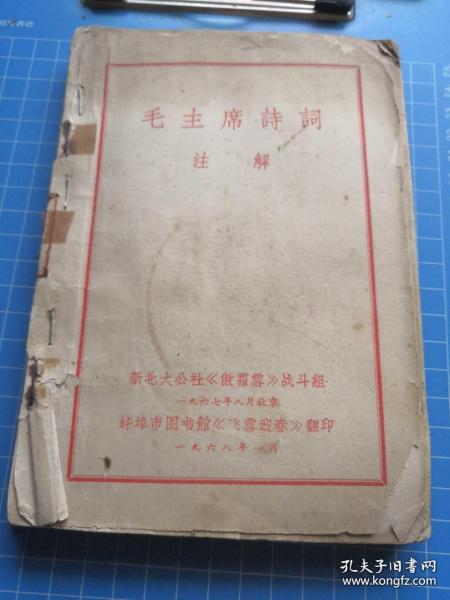 毛主席詩詞
注解
新北大公社《傲霜雪》战斗組
一九六七年八月北京
蚌埠市图书館《飞雪迎春》翻印
一九六八年一月
孔夫子旧书网
www.kongfz.com